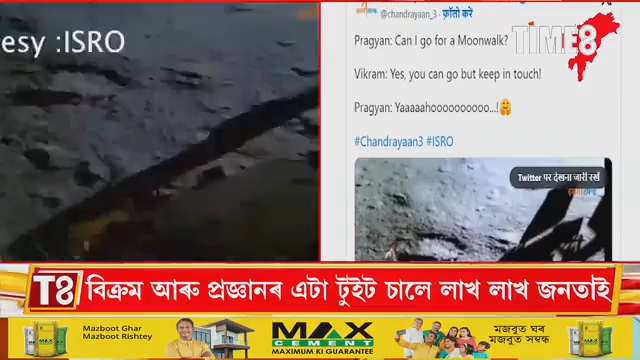 esy :ISRO
@chandrayaan_3 · फ़ॉलो करें
TIME8
Pragyan: Can I go for a Moonwalk?
Vikram: Yes, you can go but keep in touch!
Pragyan: Yaaaaahoooooooooo...!🤗
#Chandrayaan3 #ISRO
Twitter पर देखना जारी रखें
T8 বিক্ৰম আৰু প্ৰজ্ঞানৰ এটা টুইট চালে লাখ লাখ জনতাই
Mazboot Ghar
Mazboot Rishtey
MAX
CEMENT
MAXIMUM KI GUARANTEE
মজবুত ঘৰ
মজবুত সম্বন্ধ